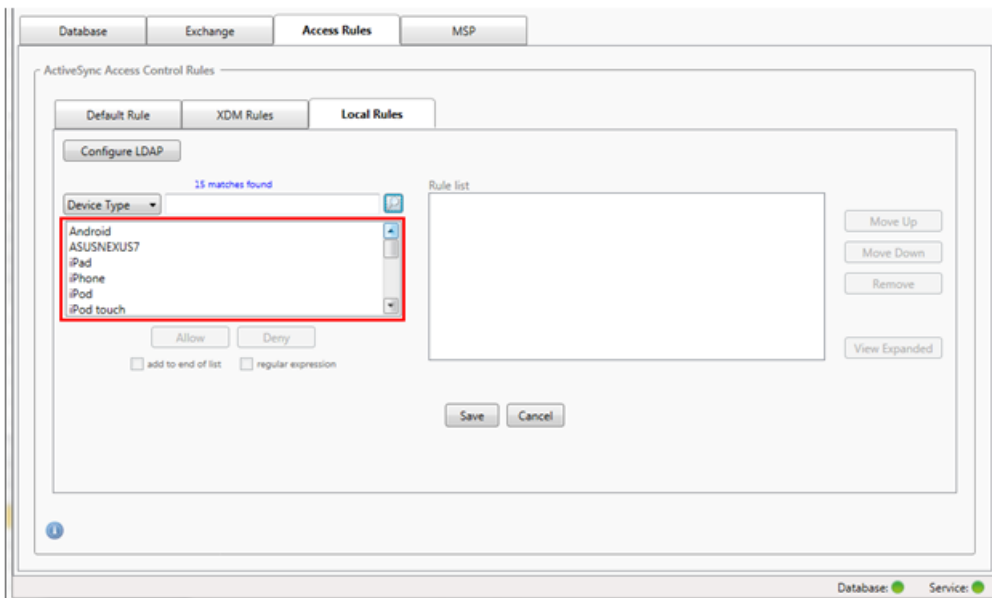 Database Exchange Access Rules MSP
ActiveSync Access Control Rules
Default Rule XDM Rules Local Rules
Configure LDAP
15 matches found
Device Type
Android
ASUSNEXUS7
iPad
iPhone
iPod
iPod touch
Allow Deny
add to end of list regular expression
Rule list
Move Up
Move Down
Remove
View Expanded
Save Cancel
Database: Service: